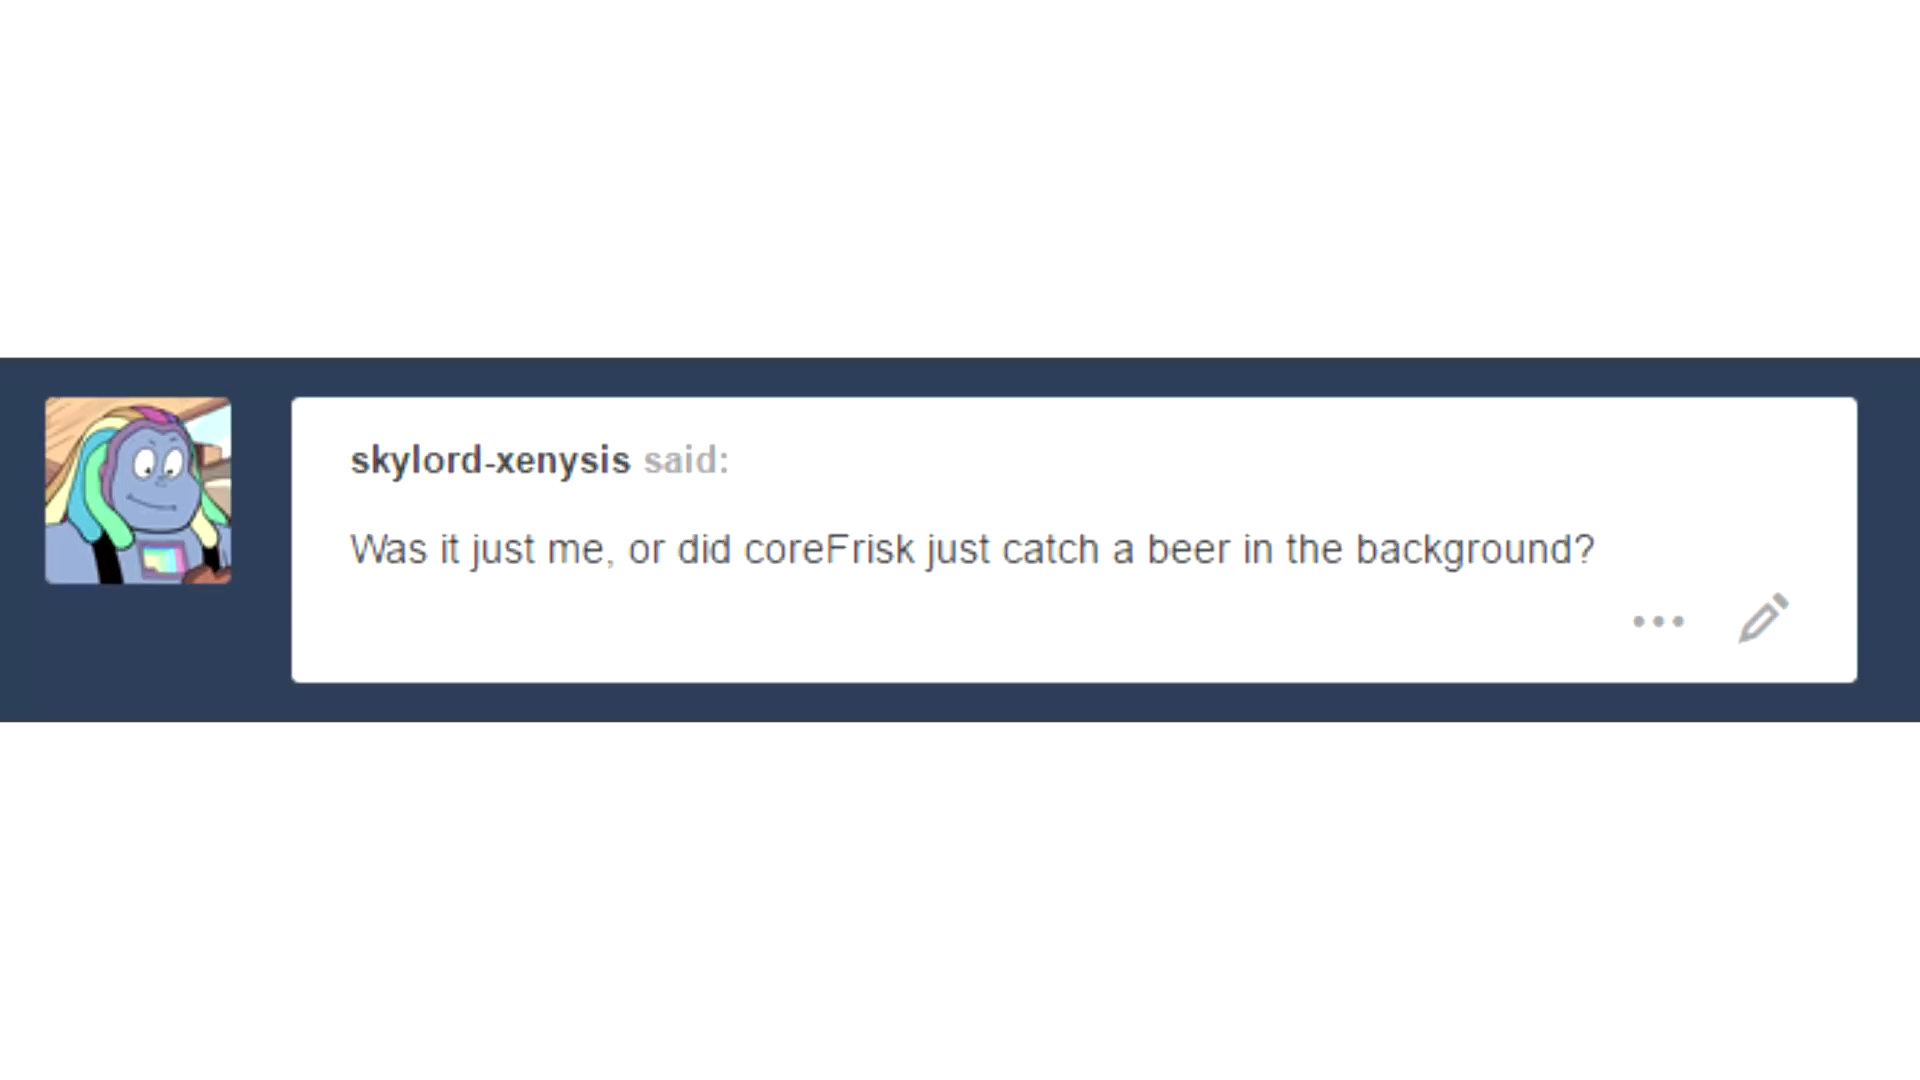 skylord-xenysis said:
Was it just me, or did coreFrisk just catch a beer in the background?